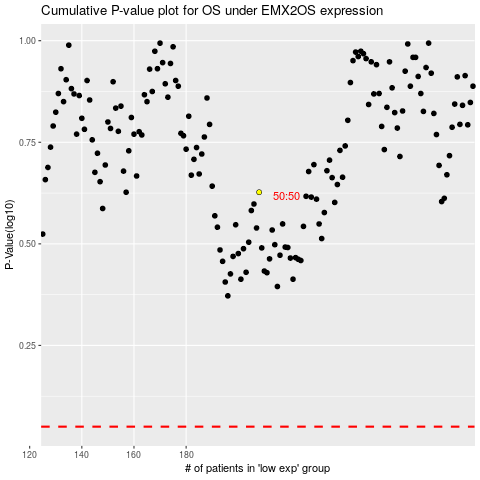 Cumulative P-value plot for OS under EMX2OS expression
1.00
0.75
0.50
0.25
P-Value(log10)
50:50
120 140 160 180
# of patients in 'low exp' group